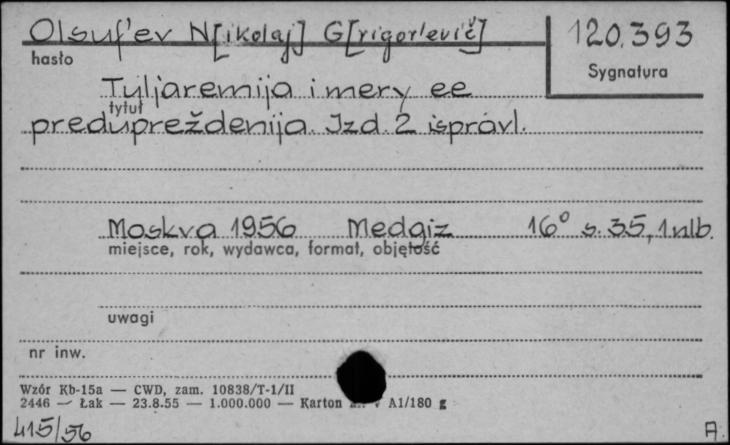 Olsuf'ev N[ikolaj] G[rigor'evič] 120.393
hasło
Sygnatura
Tuljaremija i mery ee
tytuł
predupreždenija. Izd. 2 ispravl.
Moskva 1956 Medgiz 16° s. 35, 1 nlb.
miejsce, rok, wydawca, format, objętość
uwagi
nr inw.
Wzór Kb-15a — CWD, zam. 10838/T-1/II
2446 — Łak — 23.8.55 — 1.000.000 — Karton V A1/180 g
415/56 A.